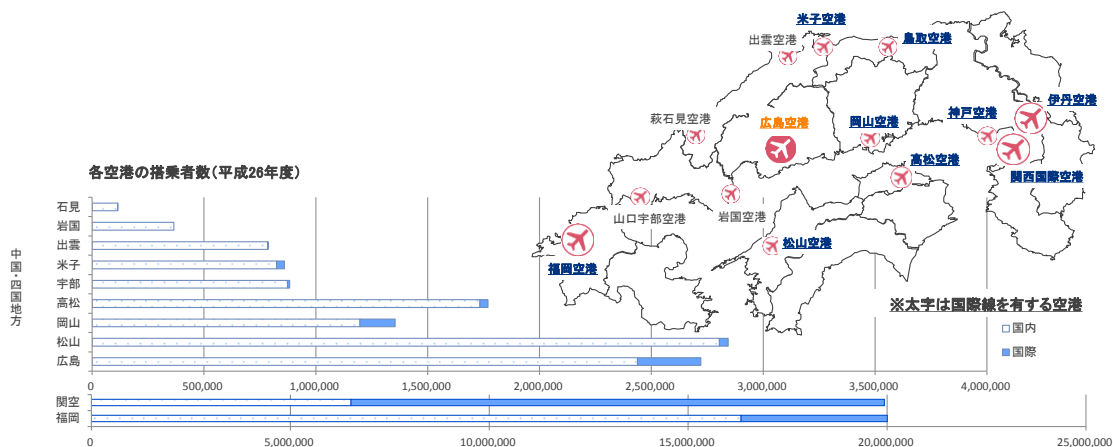 米子空港
出雲空港
鳥取空港
伊丹空港
神戸空港
萩石見空港
広島空港
岡山空港
高松空港
関西国際空港
各空港の搭乗者数(平成26年度)
山口宇部空港
岩国空港
松山空港
福岡空港
※太字は国際線を有する空港
国内
国際
中国・四国地方
石見
岩国
出雲
米子
宇部
高松
岡山
松山
広島
0 500,000 1,000,000 1,500,000 2,000,000 2,500,000 3,000,000 3,500,000 4,000,000
関空
福岡
0 5,000,000 10,000,000 15,000,000 20,000,000 25,000,000